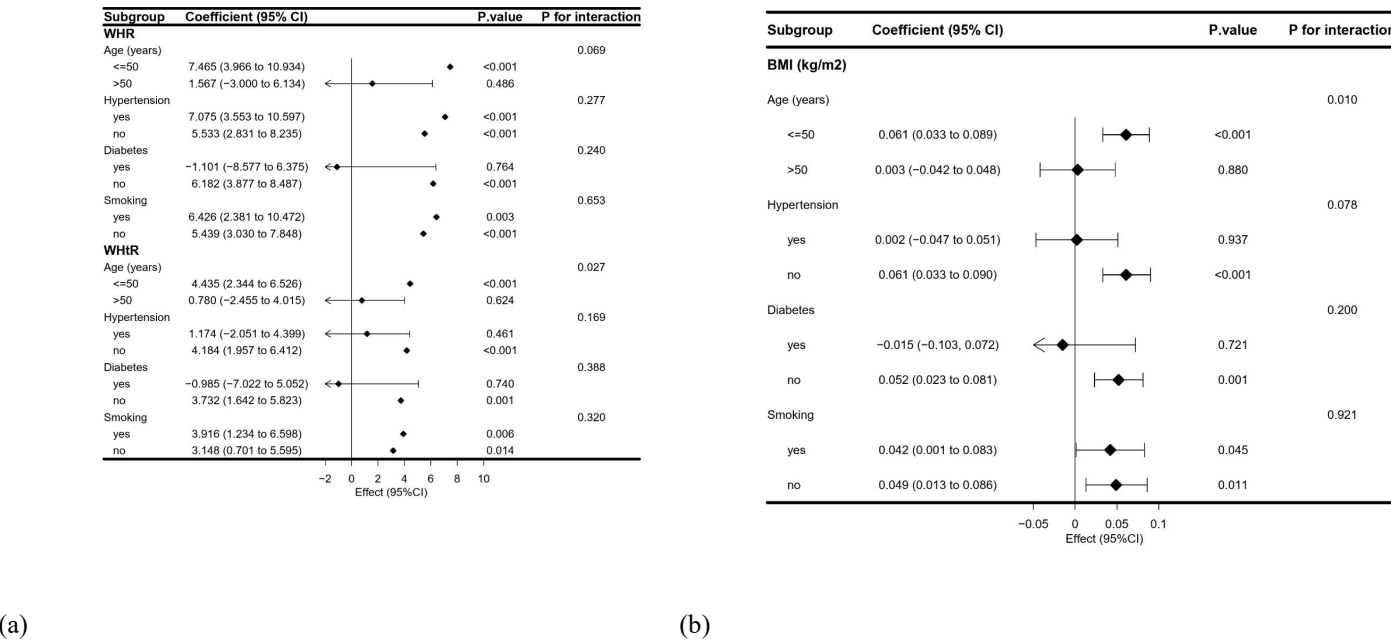 Subgroup Coefficient (95% CI) P.value P for interaction
WHR
Age (years) 0.069
<=50 7.465 (3.966 to 10.934) <0.001
>50 1.567 (−3.000 to 6.134) 0.486
Hypertension 0.277
yes 7.075 (3.553 to 10.597) <0.001
no 5.533 (2.831 to 8.235) <0.001
Diabetes 0.240
yes −1.101 (−8.577 to 6.375) 0.764
no 6.182 (3.877 to 8.487) <0.001
Smoking 0.653
yes 6.426 (2.381 to 10.472) 0.003
no 5.439 (3.030 to 7.848) <0.001
WHtR
Age (years) 0.027
<=50 4.435 (2.344 to 6.526) <0.001
>50 0.780 (−2.455 to 4.015) 0.624
Hypertension 0.169
yes 1.174 (−2.051 to 4.399) 0.461
no 4.184 (1.957 to 6.412) <0.001
Diabetes 0.388
yes −0.985 (−7.022 to 5.052) 0.740
no 3.732 (1.642 to 5.823) 0.001
Smoking 0.320
yes 3.916 (1.234 to 6.598) 0.006
no 3.148 (0.701 to 5.595) 0.014
−2 0 2 4 6 8 10
Effect (95%CI)
(a)
Subgroup Coefficient (95% CI) P.value P for interaction
BMI (kg/m2)
Age (years) 0.010
<=50 0.061 (0.033 to 0.089) <0.001
>50 0.003 (−0.042 to 0.048) 0.880
Hypertension 0.078
yes 0.002 (−0.047 to 0.051) 0.937
no 0.061 (0.033 to 0.090) <0.001
Diabetes 0.200
yes −0.015 (−0.103, 0.072) 0.721
no 0.052 (0.023 to 0.081) 0.001
Smoking 0.921
yes 0.042 (0.001 to 0.083) 0.045
no 0.049 (0.013 to 0.086) 0.011
−0.05 0 0.05 0.1
Effect (95%CI)
(b)